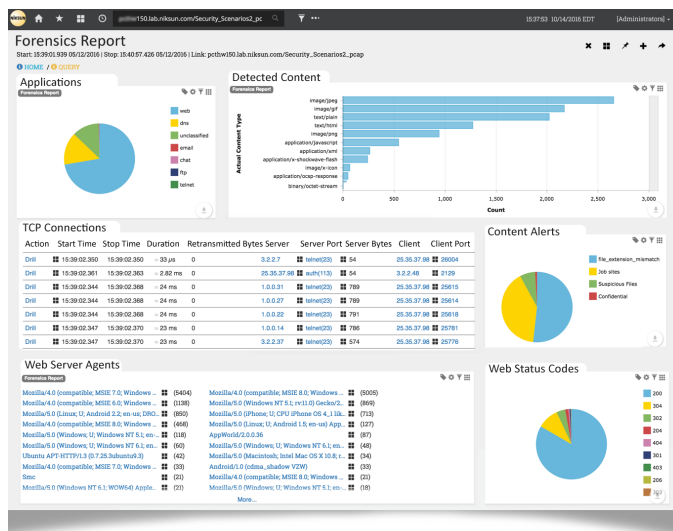 NIKSUN
pcthw150.lab.niksun.com/Security_Scenarios2_pc
15:37:53 10/14/2016 EDT [Administrators]
Forensics Report
Start: 15:39:01.939 05/12/2016 | Stop: 15:40:57.426 05/12/2016 | Link: pcthw150.lab.niksun.com/Security_Scenarios2_pcap
HOME / QUERY
Applications
Forensics Report
web
dns
unclassified
email
chat
ftp
telnet
Detected Content
Forensics Report
Actual Content Type
image/jpeg
image/gif
text/plain
text/html
image/png
application/javascript
application/xml
application/x-shockwave-flash
image/x-icon
application/ocsp-response
binary/octet-stream
0 500 1,000 1,500 2,000 2,500 3,000
Count
TCP Connections
Action Start Time Stop Time Duration Retransmitted Bytes Server Server Port Server Bytes Client Client Port
Drill 15:39:02.350 15:39:02.350 ~ 33 µs 0 3.2.2.7 telnet(23) 54 25.35.37.98 26004
Drill 15:39:02.361 15:39:02.363 ~ 2.82 ms 0 25.35.37.98 auth(113) 54 3.2.2.48 2129
Drill 15:39:02.344 15:39:02.368 ~ 24 ms 0 1.0.0.31 telnet(23) 789 25.35.37.98 25615
Drill 15:39:02.344 15:39:02.368 ~ 24 ms 0 1.0.0.27 telnet(23) 789 25.35.37.98 25614
Drill 15:39:02.344 15:39:02.368 ~ 24 ms 0 1.0.0.22 telnet(23) 791 25.35.37.98 25618
Drill 15:39:02.347 15:39:02.370 ~ 23 ms 0 1.0.0.14 telnet(23) 786 25.35.37.98 25781
Drill 15:39:02.347 15:39:02.370 ~ 23 ms 0 3.2.2.37 telnet(23) 574 25.35.37.98 25776
Content Alerts
file_extension_mismatch
Job sites
Suspicious Files
Confidential
Web Server Agents
Forensics Report
Mozilla/4.0 (compatible; MSIE 7.0; Windows ... (5404) Mozilla/4.0 (compatible; MSIE 8.0; Windows ... (5005)
Mozilla/4.0 (compatible; MSIE 6.0; Windows ... (1138) Mozilla/5.0 (Windows NT 5.1; rv:11.0) Gecko/2... (869)
Mozilla/5.0 (Linux; U; Android 2.2; en-us; DRO... (850) Mozilla/5.0 (iPhone; U; CPU iPhone OS 4_1 lik... (713)
Mozilla/4.0 (compatible; MSIE 8.0; Windows ... (468) Mozilla/5.0 (Linux; U; Android 1.5; en-us) App... (127)
Mozilla/5.0 (Windows; U; Windows NT 5.1; en-... (118) AppWorld/2.0.0.36 (87)
Mozilla/5.0 (Windows; U; Windows NT 6.1; en... (60) Mozilla/5.0 (Windows; U; Windows NT 6.1; en... (48)
Ubuntu APT-HTTP/1.3 (0.7.25.3ubuntu9.3) (42) Mozilla/5.0 (Macintosh; Intel Mac OS X 10.8; r... (34)
Mozilla/4.0 (compatible; MSIE 7.0; Windows ... (33) Android/1.0 (cdma_shadow VZW) (33)
Smc (21) Mozilla/4.0 (compatible; MSIE 8.0; Windows ... (21)
Mozilla/5.0 (Windows NT 6.1; WOW64) Apple... (21) Mozilla/5.0 (Windows; U; Windows NT 5.1; en-... (18)
More...
Web Status Codes
200
304
302
204
404
301
403
206